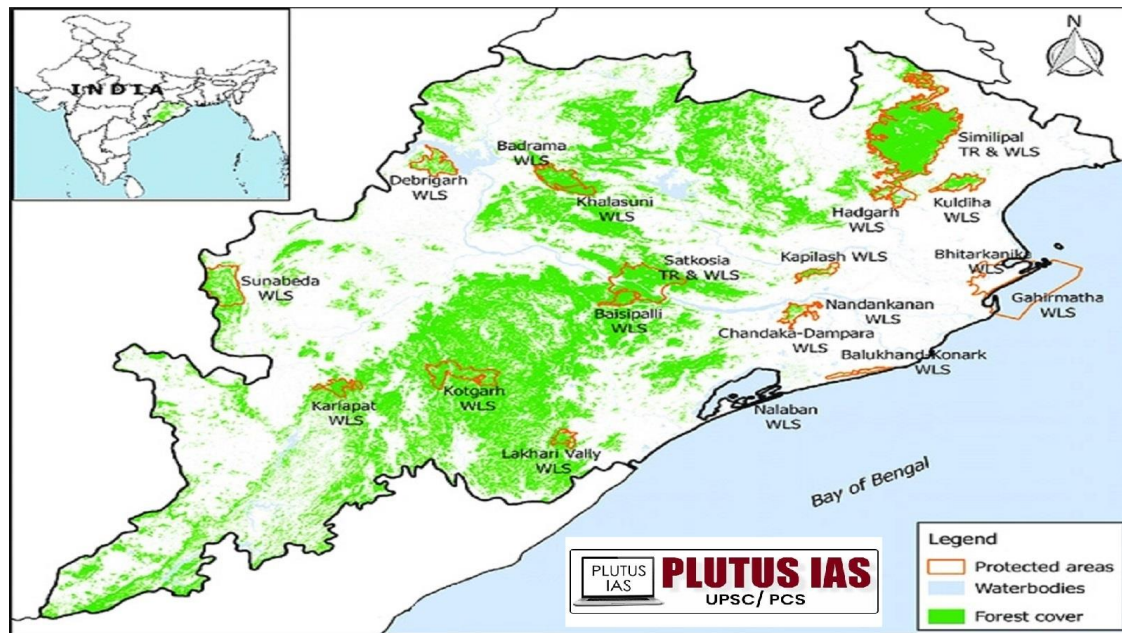 INDIA
N
Similipal
TR & WLS
Badrama
WLS
Debrigarh
WLS
Khalasuni
WLS
Hadgarh
WLS
Kuldiha
WLS
Satkosia
TR & WLS
Kapilash WLS
Bhitarkanika
WLS
Sunabeda
WLS
Baisipalli
WLS
Nandankanan
WLS
Gahirmatha
WLS
Chandaka-Dampara
WLS
Balukhand-Konark
WLS
Karlapat
WLS
Kotgarh
WLS
Nalaban
WLS
Lakhari Vally
WLS
Bay of Bengal
Legend
Protected areas
Waterbodies
Forest cover
PLUTUS
IAS
PLUTUS IAS
UPSC/ PCS